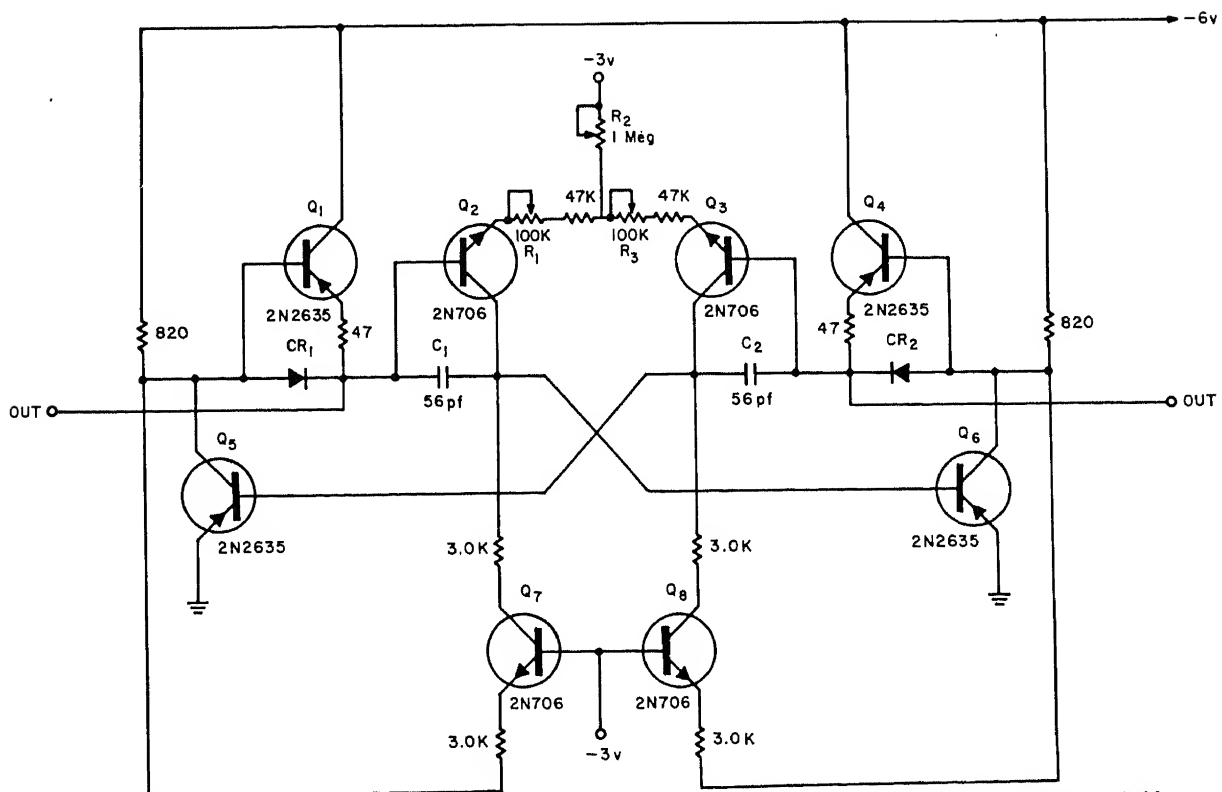 -6v
-3v
R2
1 Még
Q1
Q2
47K
47K
Q3
Q4
100K
R1
100K
R3
820
2N2635
2N706
2N706
2N2635
820
47
47
CR1
C1
C2
CR2
56pf
56pf
OUT
OUT
Q5
Q6
2N2635
2N2635
3.0K
3.0K
Q7
Q8
2N706
2N706
3.0K
-3v
3.0K